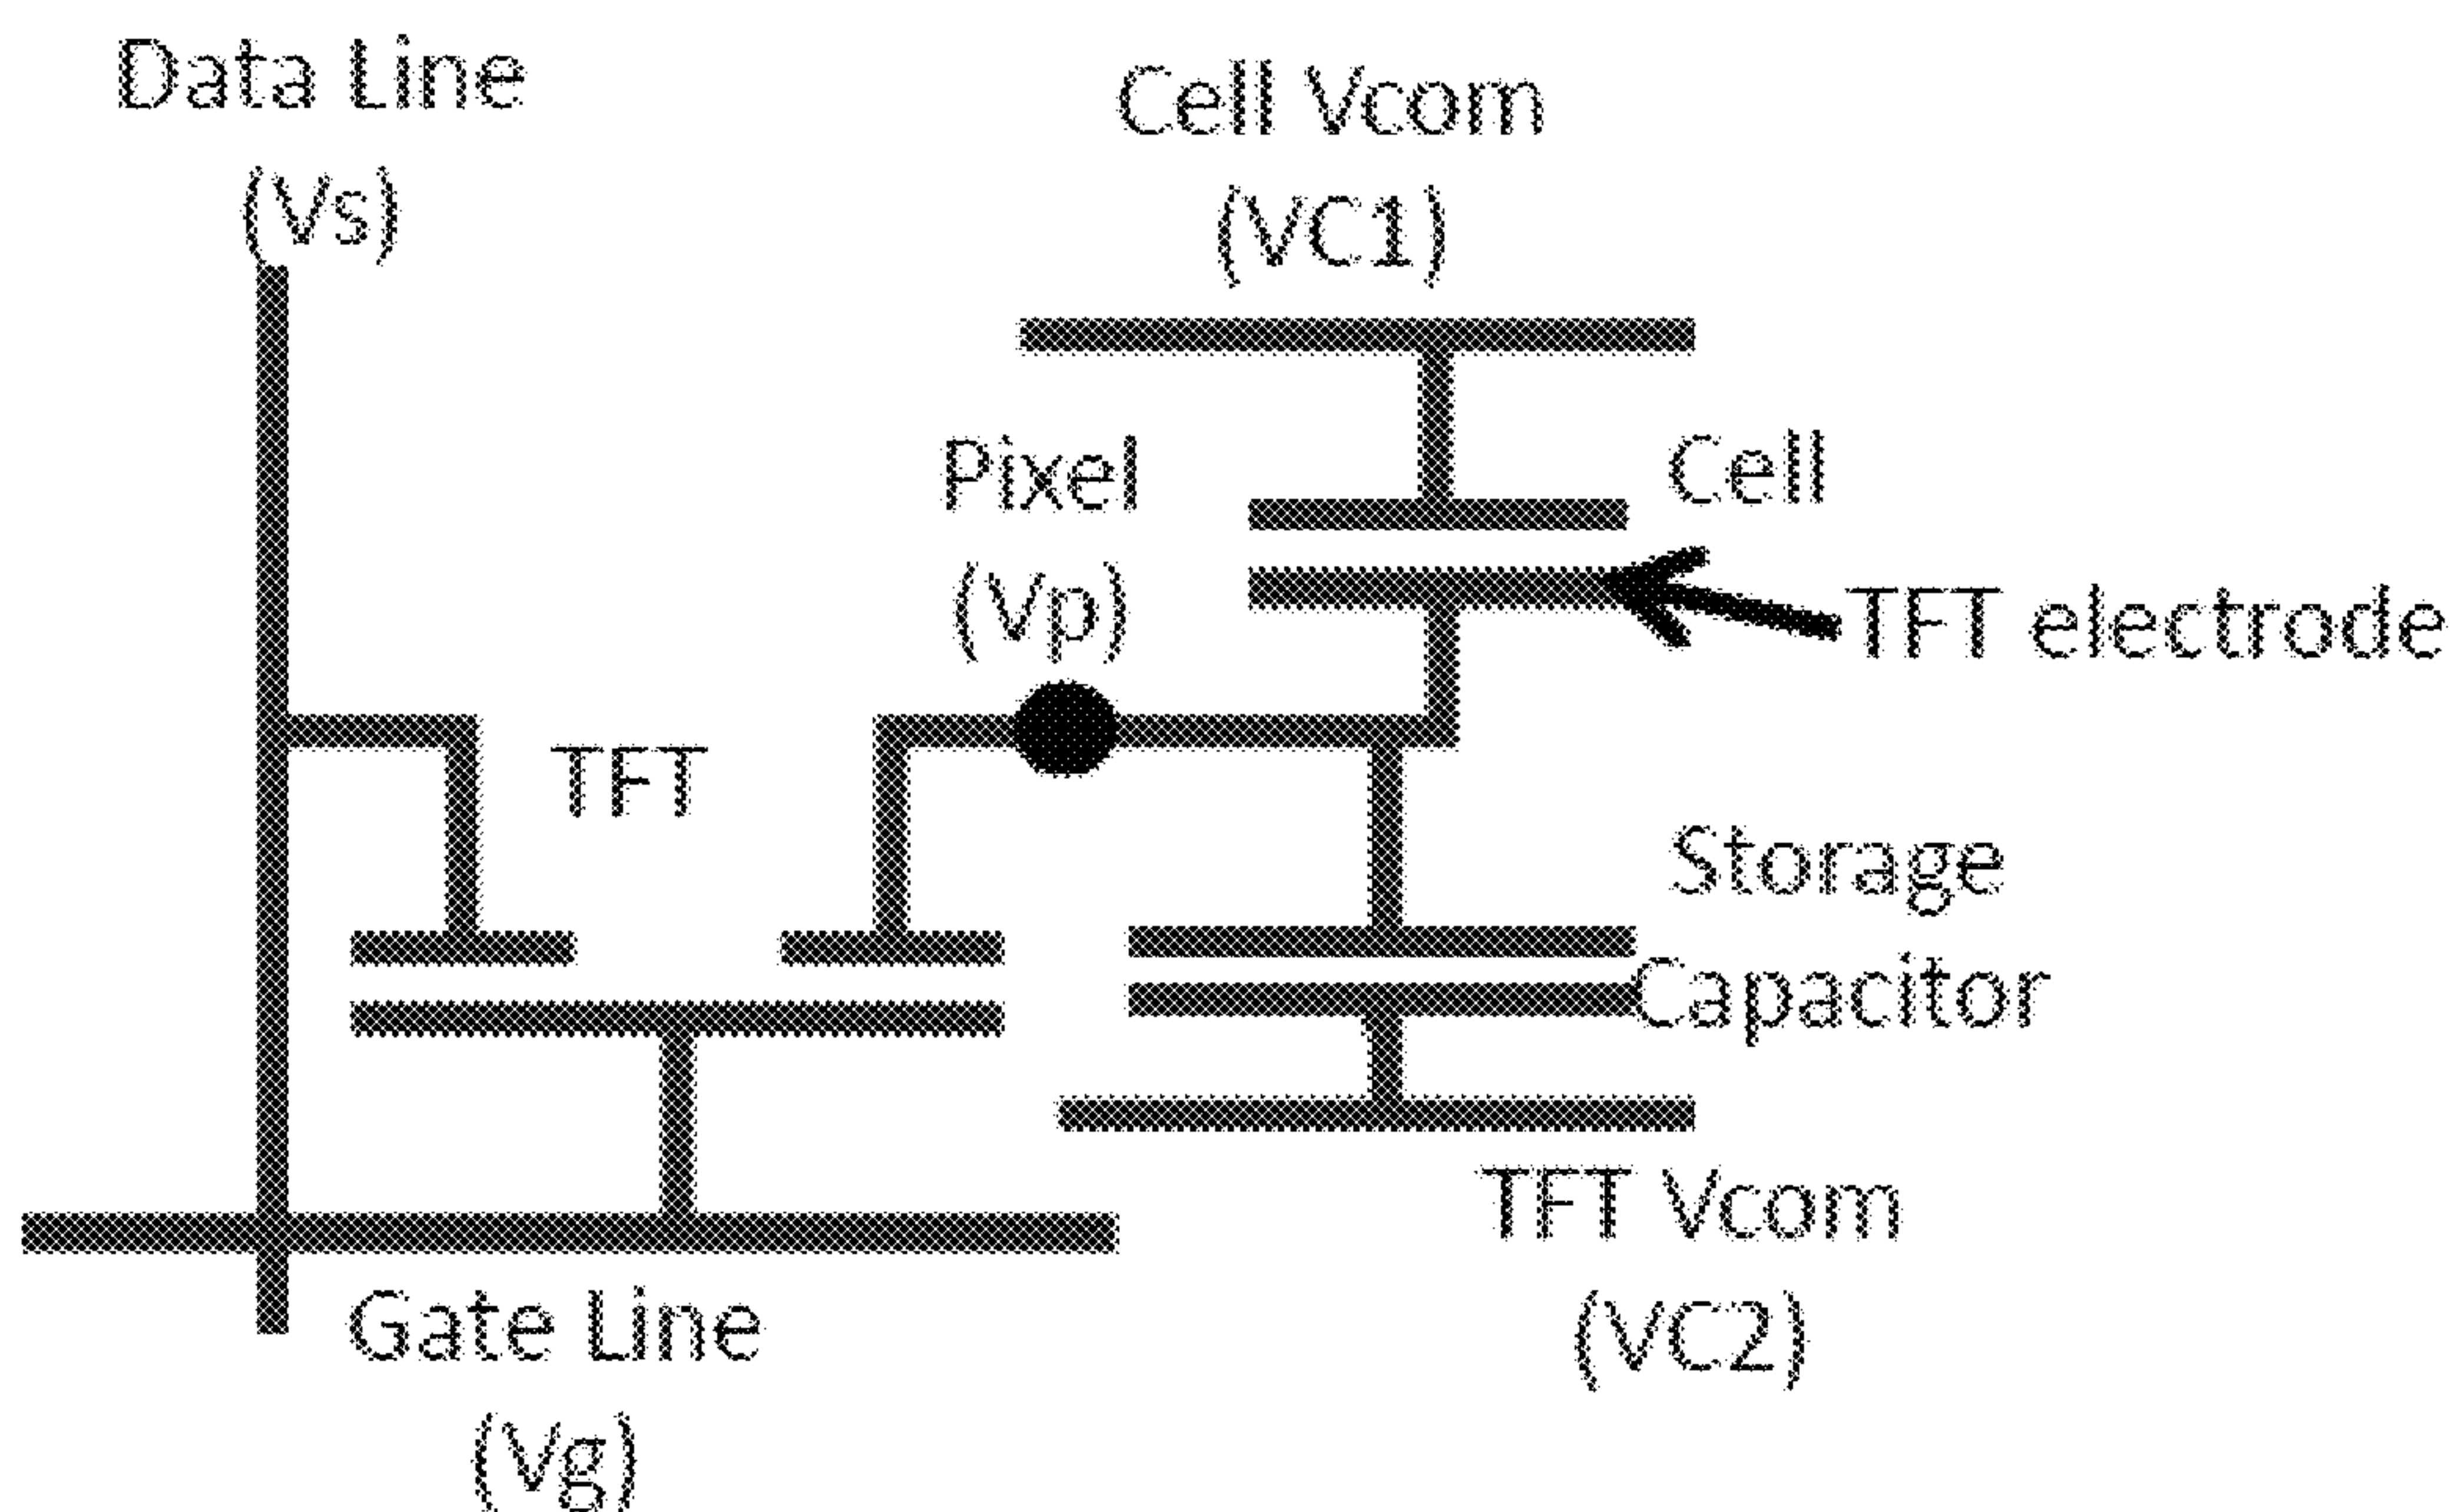 Data Line
(Vs)
Cell Vcom
(VC1)
Pixel
(Vp)
Cell
TFT electrode
TFT
Storage
Capacitor
TFT Vcom
(VC2)
Gate Line
(Vg)